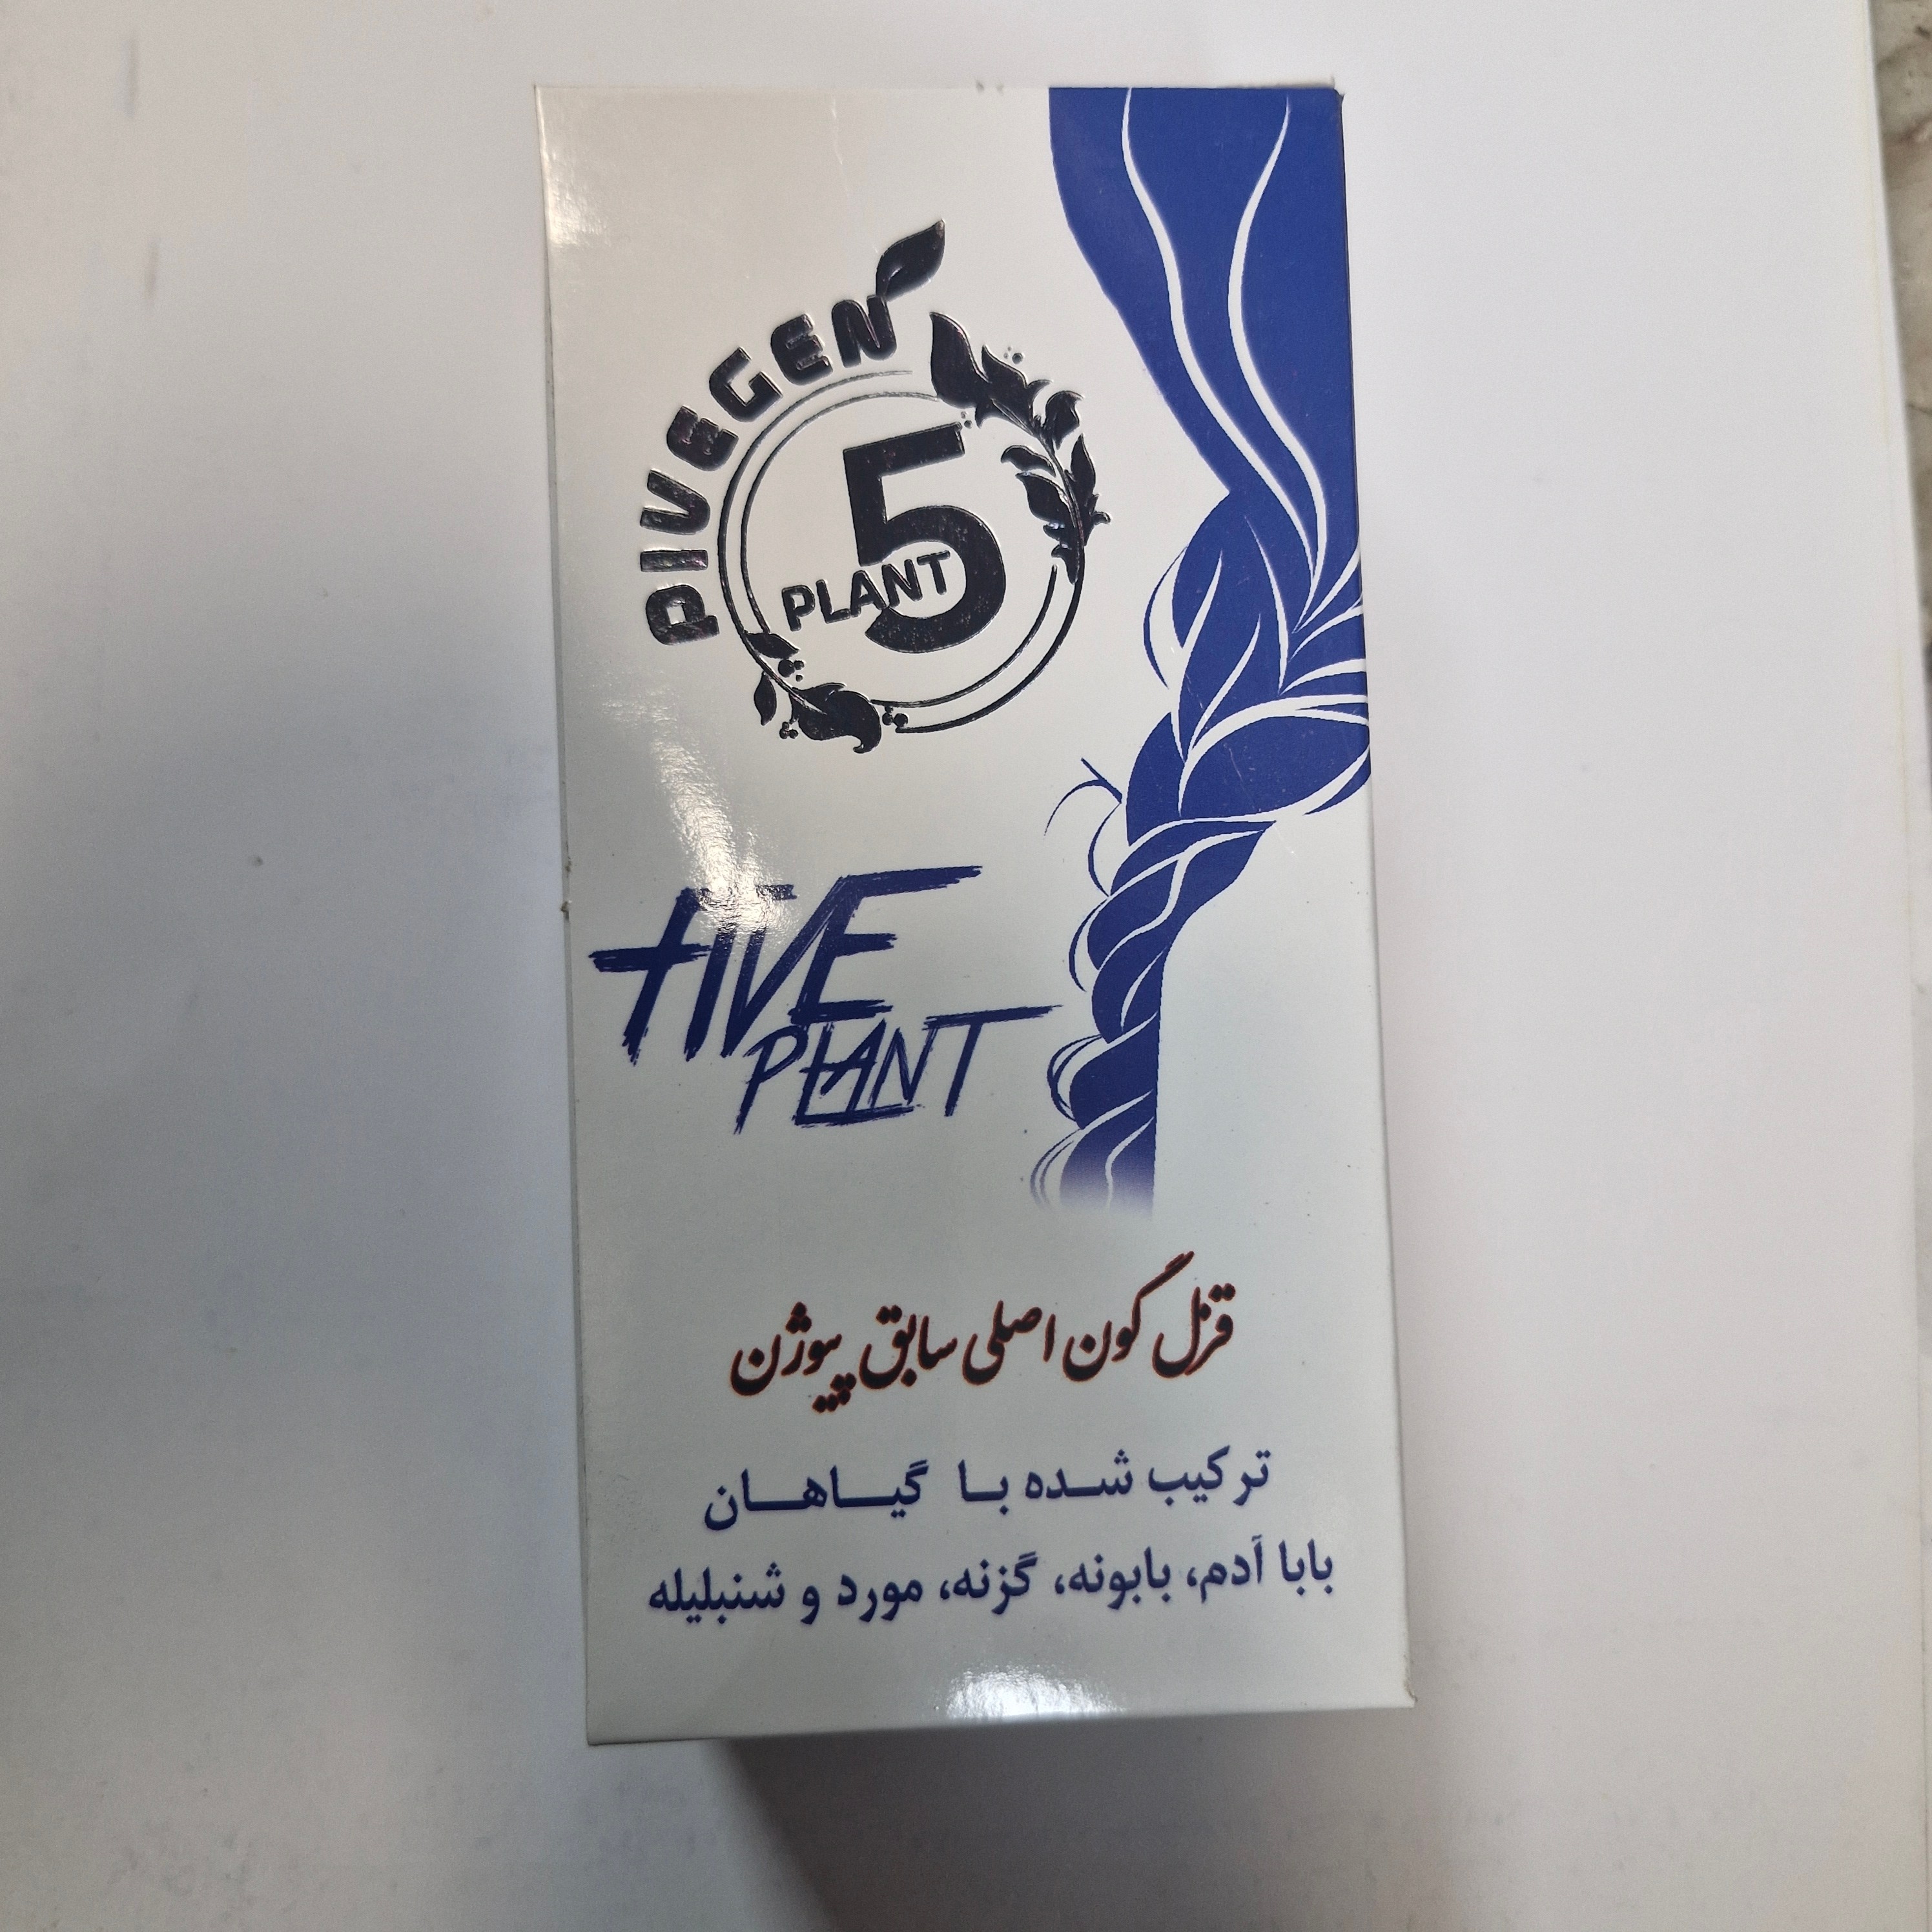 PIVEGEN
5
PLANT
FIVE
PLANT
قزل گون اصلی سابق پیوژن
ترکیب شده با گیاهان
بابا آدم، بابونه، گزنه، مورد و شنبلیله